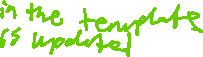 in the template
is updated